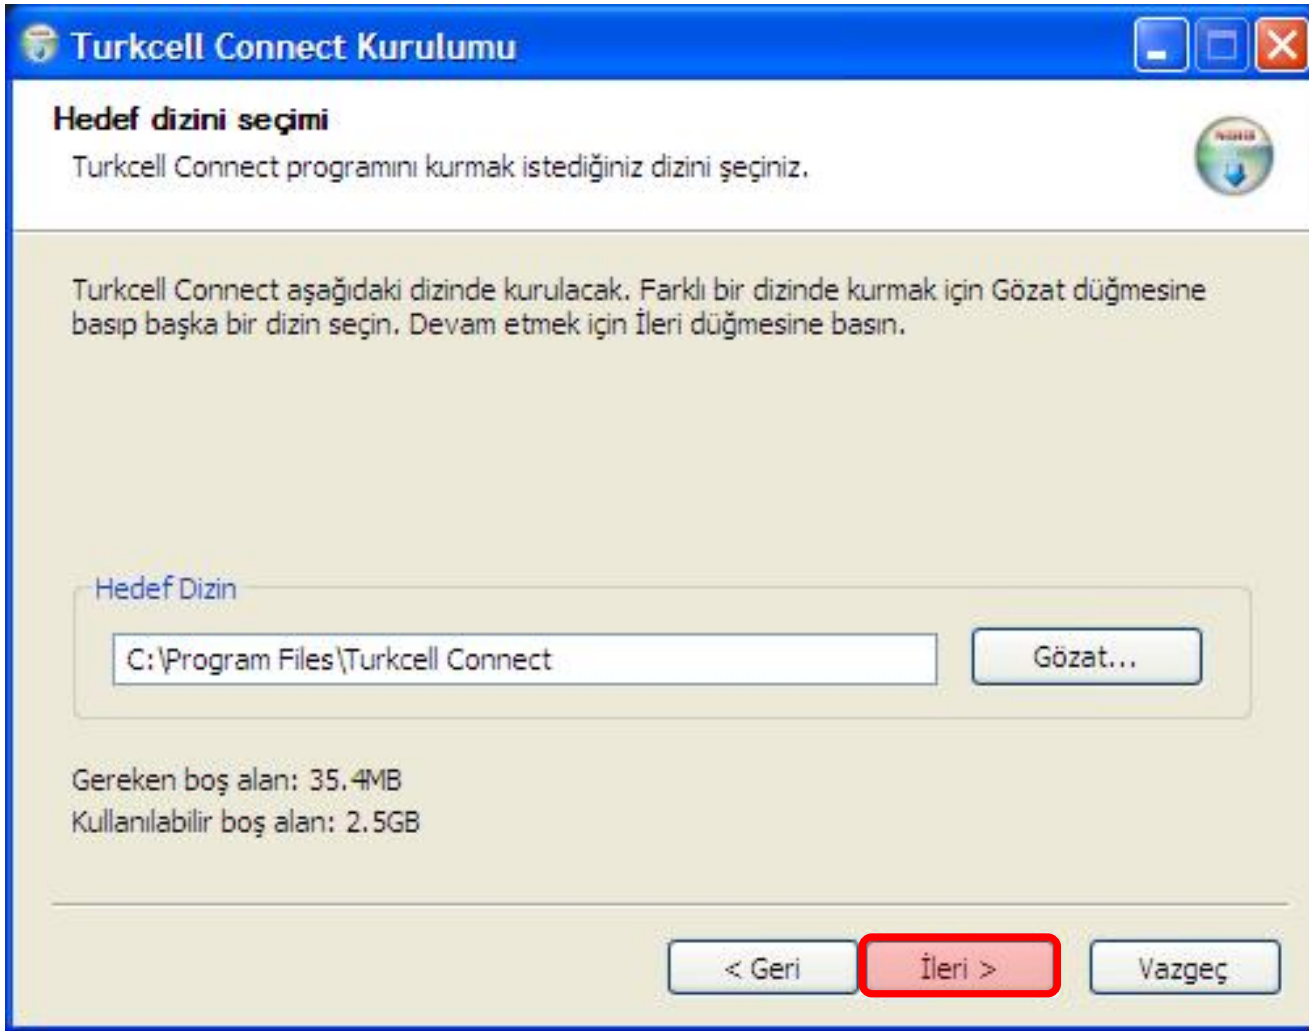 Turkcell Connect Kurulumu
Hedef dizini seçimi
Turkcell Connect programını kurmak istediğiniz dizini şeçiniz.
Turkcell Connect aşağıdaki dizinde kurulacak. Farklı bir dizinde kurmak için Gözat düğmesine
basıp başka bir dizin seçin. Devam etmek için İleri düğmesine basın.
Hedef Dizin
C:\Program Files\Turkcell Connect
Gözat...
Gereken boş alan: 35.4MB
Kullanılabilir boş alan: 2.5GB
< Geri
İleri >
Vazgeç